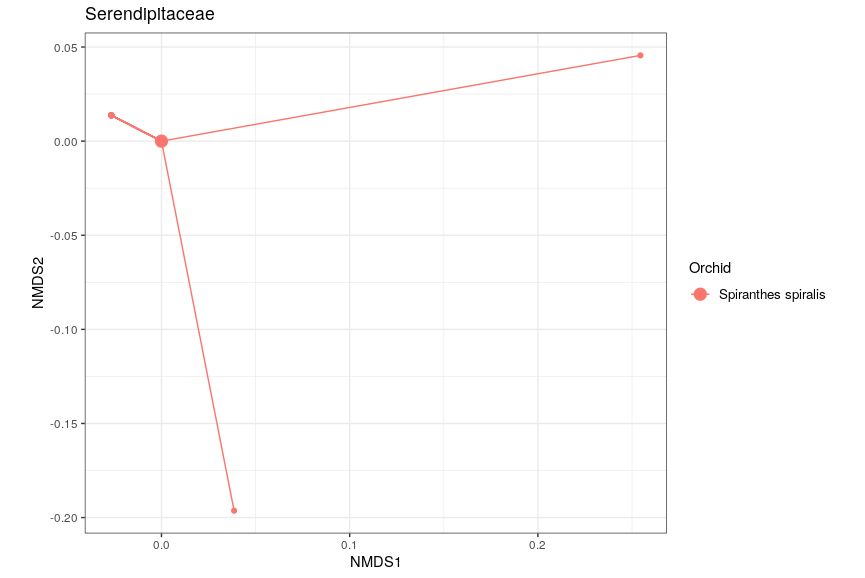 Serendipitaceae
0.05
0.00
-0.05
-0.10
-0.15
-0.20
NMDS2
0.0
0.1
0.2
NMDS1
Orchid
Spiranthes spiralis